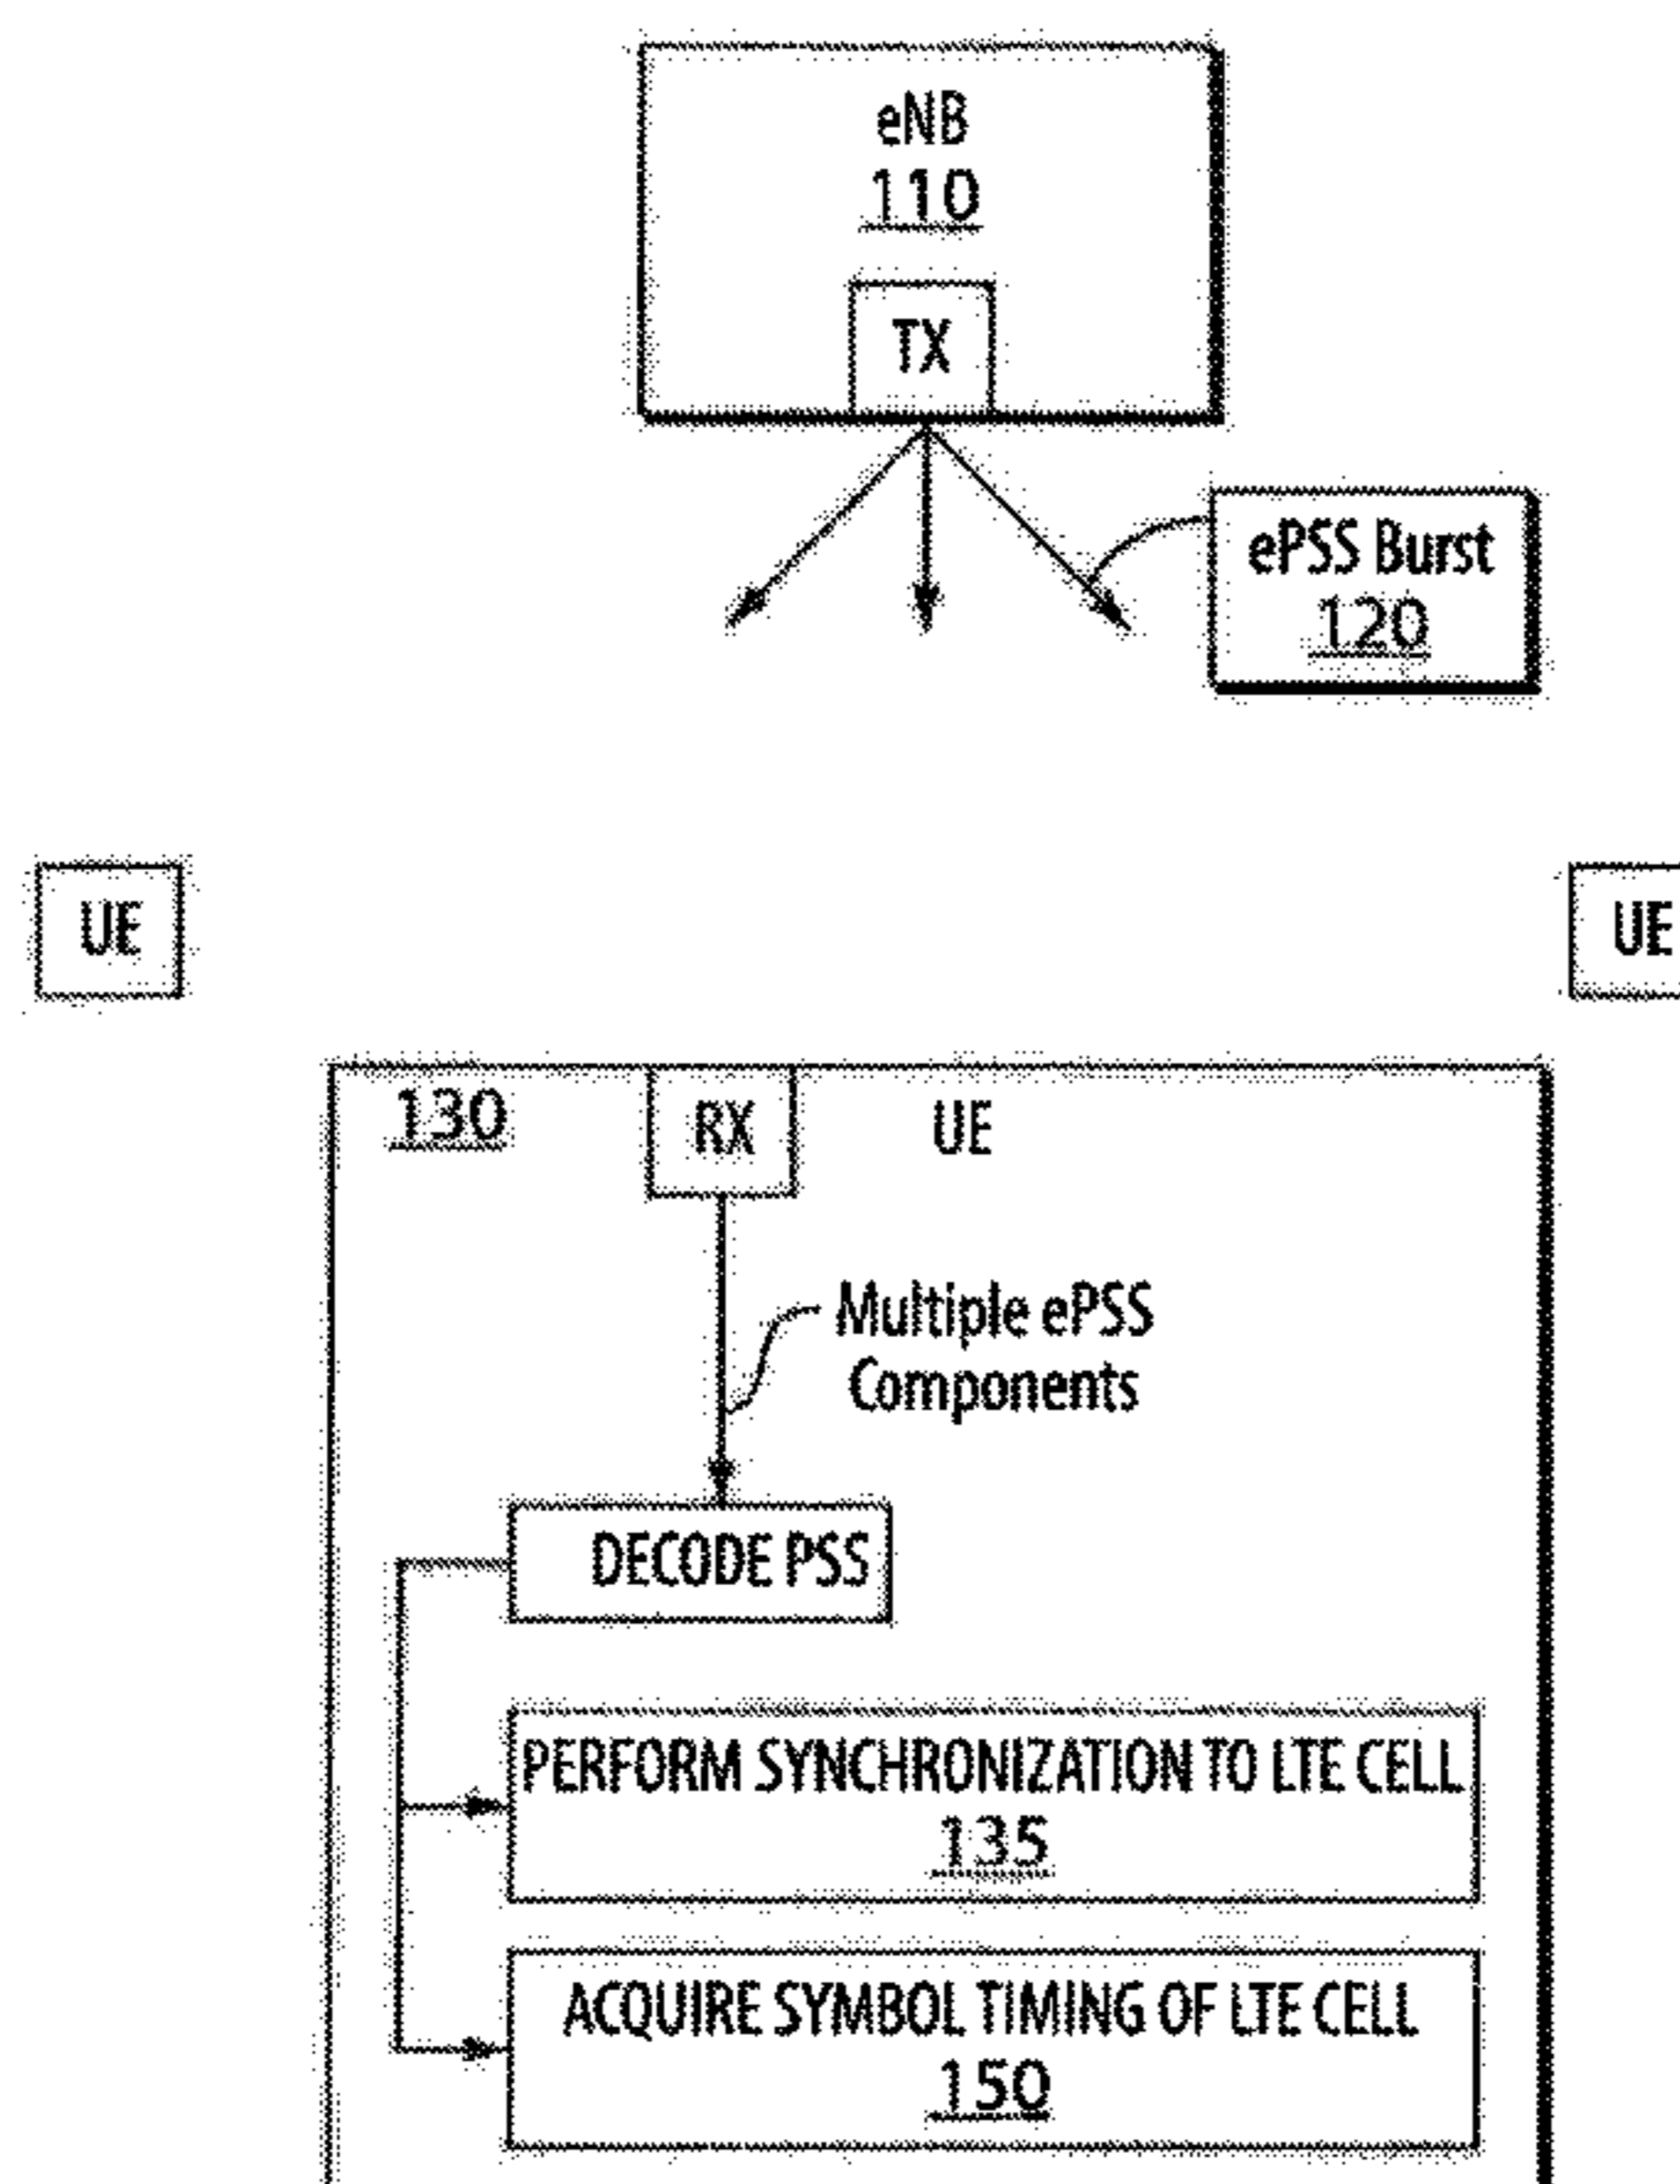 eNB
110
TX
ePSS Burst
120
UE
UE
130
RX
UE
Multiple ePSS
Components
DECODE PSS
PERFORM SYNCHRONIZATION TO LTE CELL
135
ACQUIRE SYMBOL TIMING OF LTE CELL
150